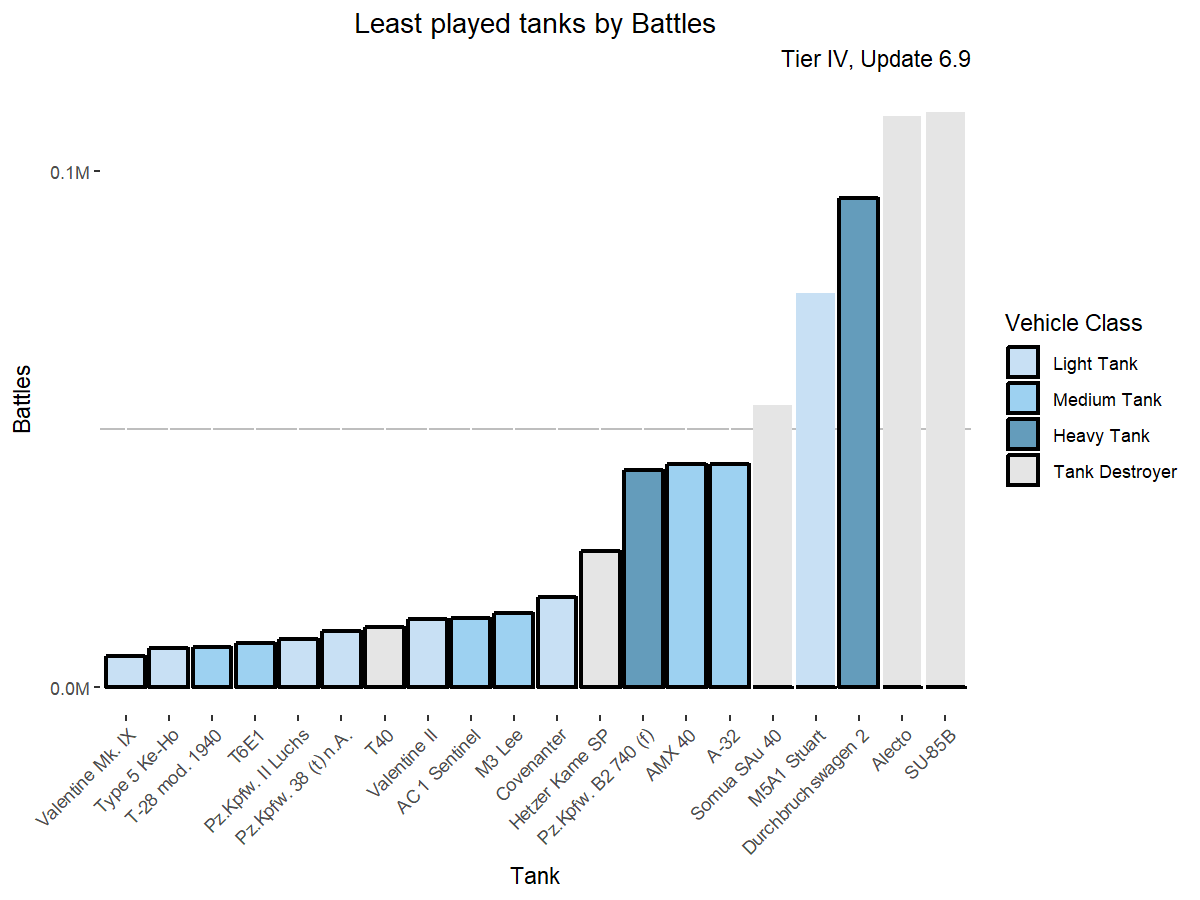 Least played tanks by Battles
Tier IV, Update 6.9
0.1M
0.0M
Battles
Valentine Mk. IX
Type 5 Ke-Ho
T-28 mod. 1940
T6E1
Pz.Kpfw. II Luchs
Pz.Kpfw. 38 (t) n.A.
T40
Valentine II
AC 1 Sentinel
M3 Lee
Covenanter
Hetzer Kame SP
Pz.Kpfw. B2 740 (f)
AMX 40
A-32
Somua SAu 40
M5A1 Stuart
Durchbruchswagen 2
Alecto
SU-85B
Tank
Vehicle Class
Light Tank
Medium Tank
Heavy Tank
Tank Destroyer